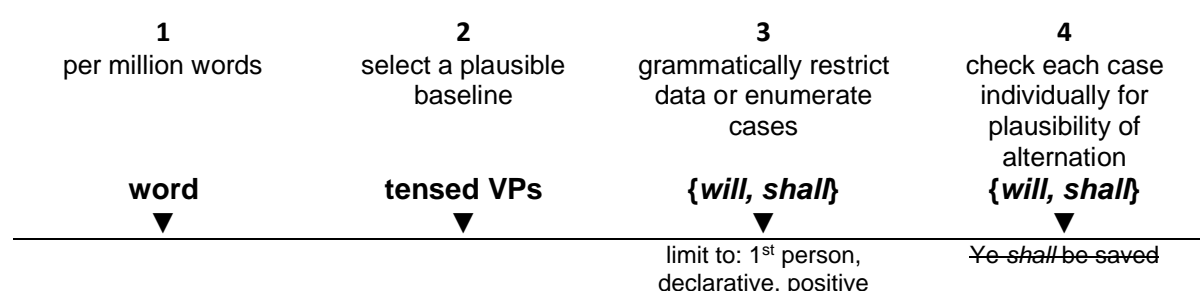 1 2 3 4
per million words select a plausible grammatically restrict check each case
baseline data or enumerate individually for
cases plausibility of
alternation
word tensed VPs {will, shall} {will, shall}
▼ ▼ ▼ ▼
limit to: 1st person, Ye shall be saved
declarative, positive